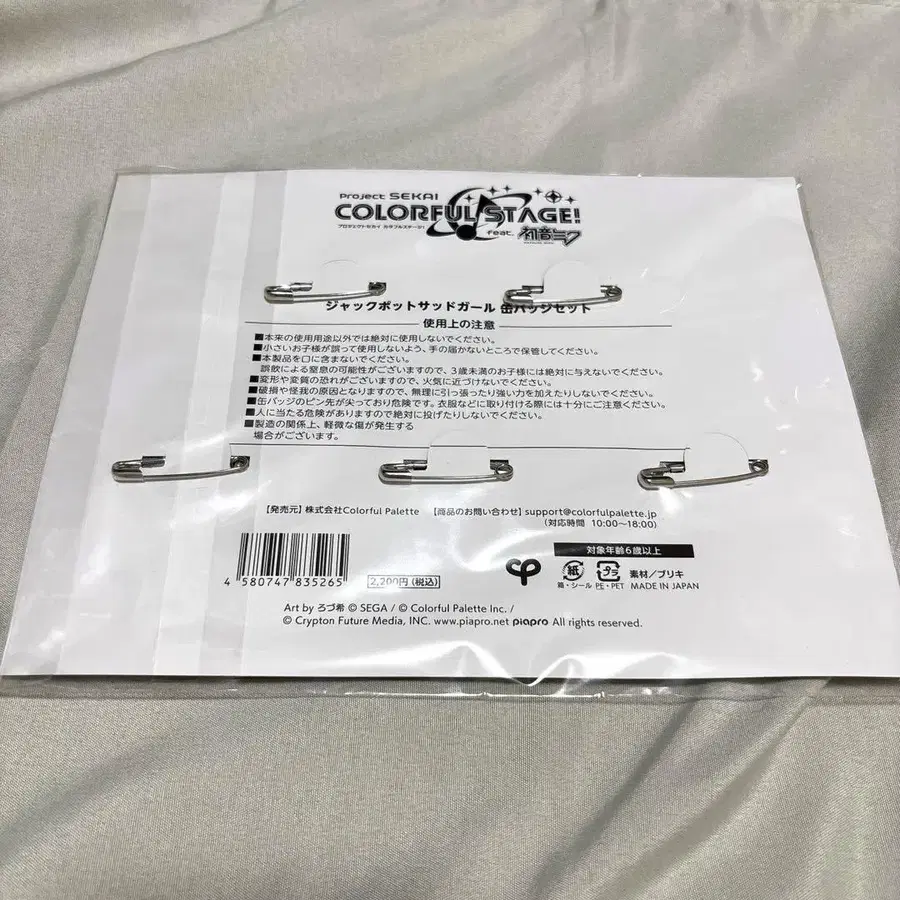 Project SEKAI
COLORFUL STAGE!
プロジェクトセカイ カラフルステージ!
feat. 初音ミク
ジャックポットサッドガール 缶バッジセット
使用上の注意
■本来の使用用途以外では絶対に使用しないでください。
■小さいお子様が誤って使用しないよう、手の届かないところで保管してください。
■本製品を口に含まないでください。
誤飲による窒息の可能性がございますので、3歳未満のお子様には絶対に与えないでください。
■変形や変質の恐れがございますので、火気に近づけないでください。
■破損や怪我の原因となりますので、無理に引っ張ったり強い力を加えたりしないでください。
■缶バッジのピン先が尖っており危険です。衣服などに取り付ける際には十分にご注意ください。
■人に当たる危険がありますので絶対に投げたりしないでください。
■製造の関係上、軽微な傷が発生する
場合がございます。
【発売元】株式会社Colorful Palette 【商品のお問い合わせ】support@colorfulpalette.jp
(対応時間 10:00〜18:00)
対象年齢6歳以上
4 580747 835265
2,200円(税込)
紙 プラ 素材/ブリキ
箱・シール PE・PET MADE IN JAPAN
Art by ろづ希 © SEGA / © Colorful Palette Inc. /
© Crypton Future Media, INC. www.piapro.net piapro All rights reserved.